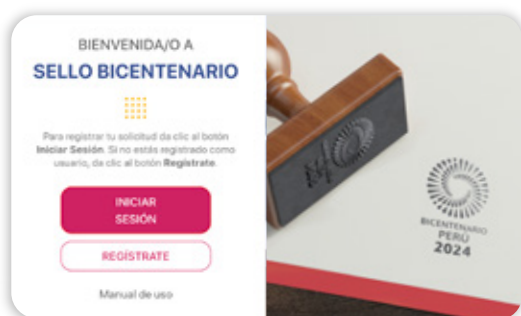 BIENVENIDA/O A
SELLO BICENTENARIO
Para registrar tu solicitud da clic al botón
Iniciar Sesión. Si no estás registrado como
usuario, da clic al botón Regístrate.
INICIAR
SESIÓN
REGÍSTRATE
Manual de uso
BICENTENARIO
PERÚ
2024